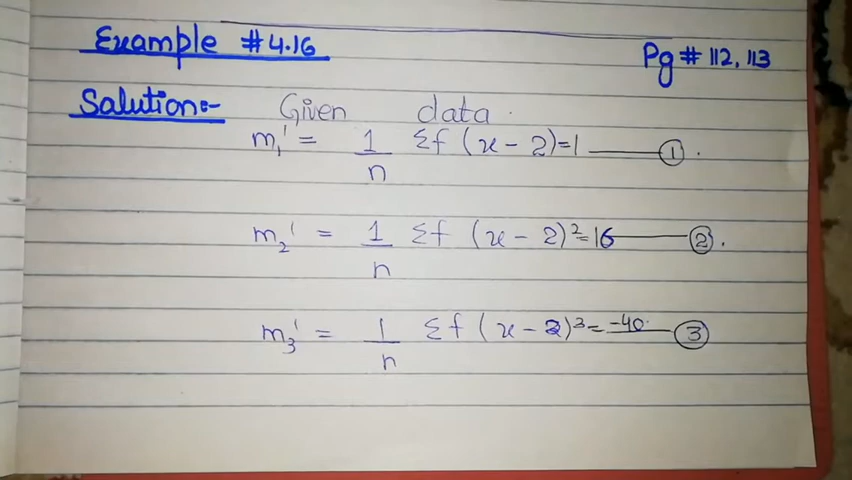 Example #4.16
Pg# 112, 113
Salution:- Given data.
m₁' = 1/n Σf (x - 2)=1 ——— ① .
m₂' = 1/n Σf (x - 2)²=16 ——— ② .
m₃' = 1/n Σf (x - 2)³= -40. ——— ③